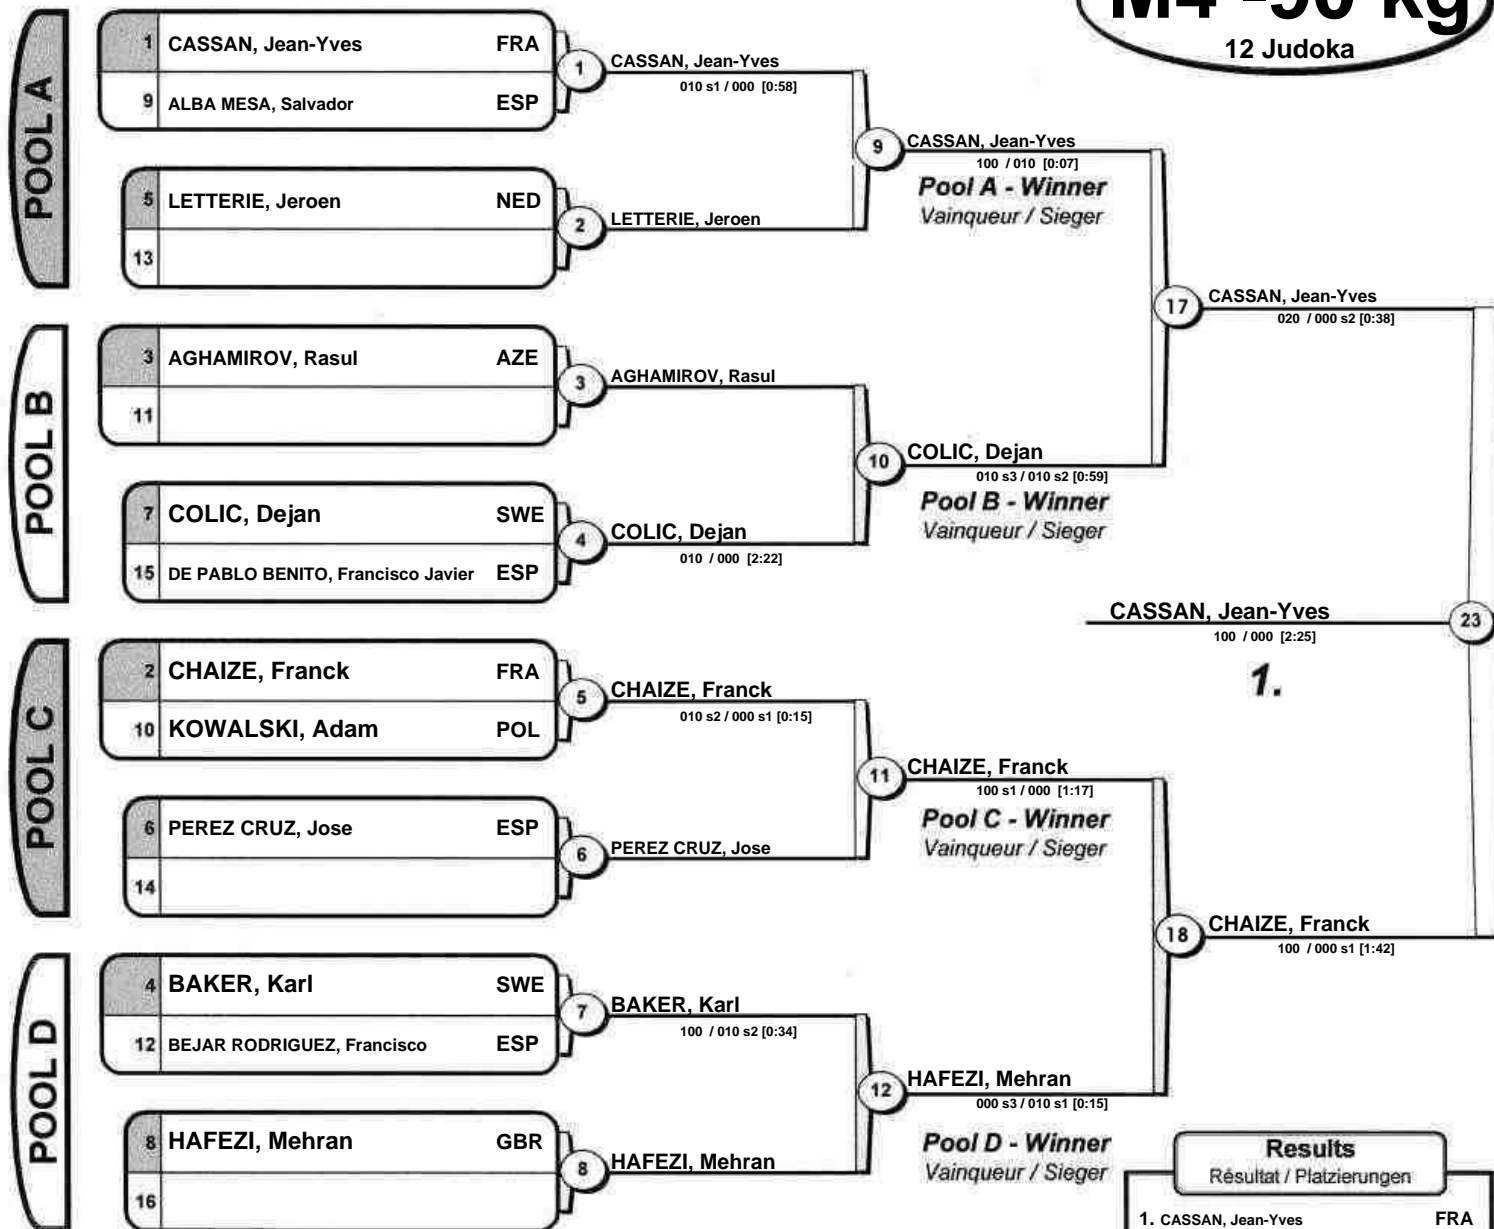 M4 -90 kg
12 Judoka
POOL A
1 CASSAN, Jean-Yves FRA
9 ALBA MESA, Salvador ESP
1
CASSAN, Jean-Yves
010 s1 / 000 [0:58]
5 LETTERIE, Jeroen NED
13
2
LETTERIE, Jeroen
9
CASSAN, Jean-Yves
100 / 010 [0:07]
Pool A - Winner
Vainqueur / Sieger
POOL B
3 AGHAMIROV, Rasul AZE
11
3
AGHAMIROV, Rasul
7 COLIC, Dejan SWE
15 DE PABLO BENITO, Francisco Javier ESP
4
COLIC, Dejan
010 / 000 [2:22]
10
COLIC, Dejan
010 s3 / 010 s2 [0:59]
Pool B - Winner
Vainqueur / Sieger
17
CASSAN, Jean-Yves
020 / 000 s2 [0:38]
CASSAN, Jean-Yves
100 / 000 [2:25]
1.
23
POOL C
2 CHAIZE, Franck FRA
10 KOWALSKI, Adam POL
5
CHAIZE, Franck
010 s2 / 000 s1 [0:15]
6 PEREZ CRUZ, Jose ESP
14
6
PEREZ CRUZ, Jose
11
CHAIZE, Franck
100 s1 / 000 [1:17]
Pool C - Winner
Vainqueur / Sieger
POOL D
4 BAKER, Karl SWE
12 BEJAR RODRIGUEZ, Francisco ESP
7
BAKER, Karl
100 / 010 s2 [0:34]
8 HAFEZI, Mehran GBR
16
8
HAFEZI, Mehran
12
HAFEZI, Mehran
000 s3 / 010 s1 [0:15]
Pool D - Winner
Vainqueur / Sieger
18
CHAIZE, Franck
100 / 000 s1 [1:42]
Results
Résultat / Platzierungen
1. CASSAN, Jean-Yves FRA